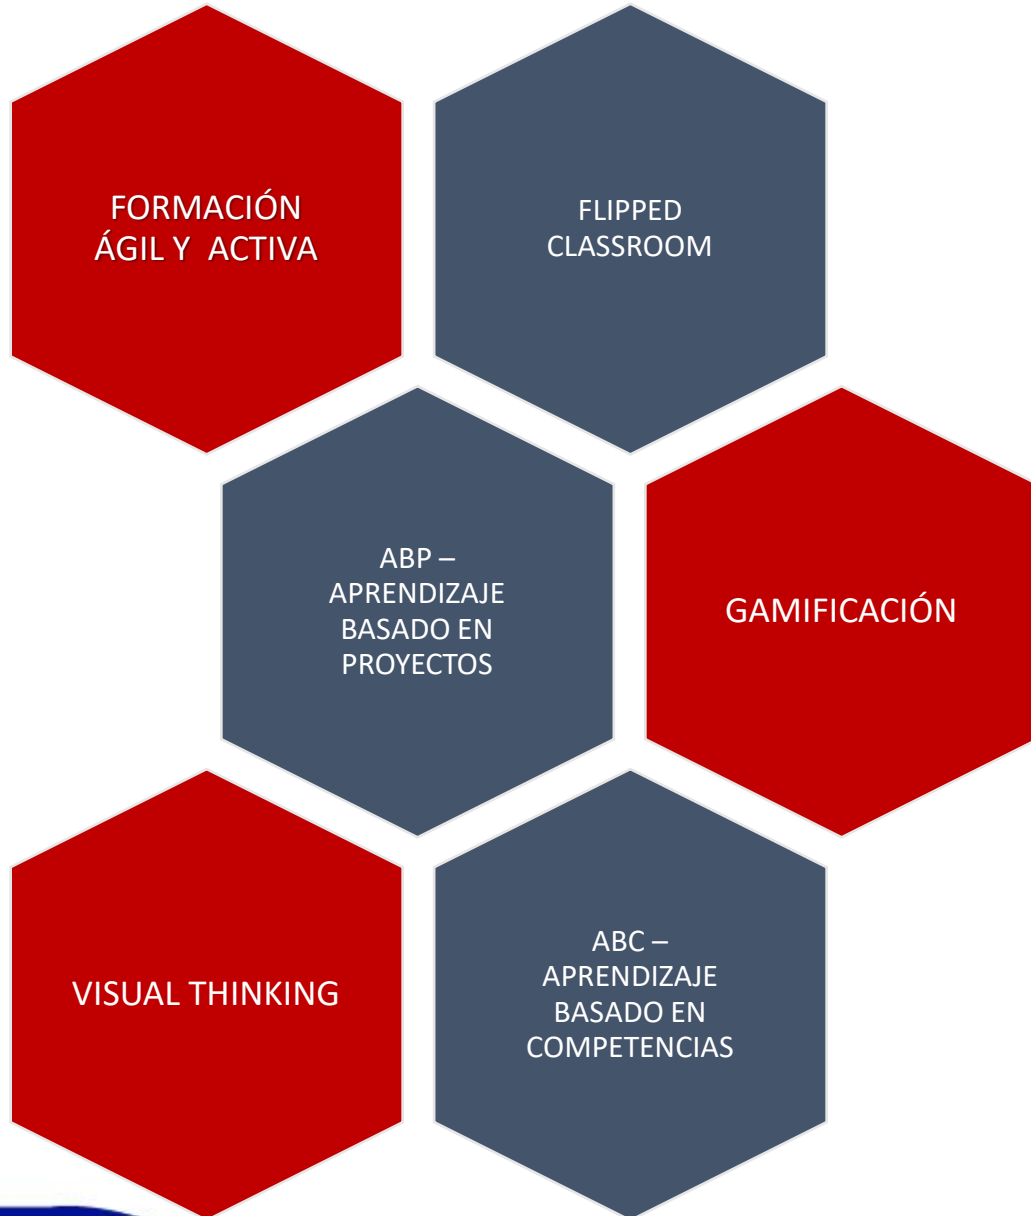 FORMACIÓN
ÁGIL Y  ACTIVA
FLIPPED
CLASSROOM
ABP –
APRENDIZAJE
BASADO EN
PROYECTOS
GAMIFICACIÓN
VISUAL THINKING
ABC –
APRENDIZAJE
BASADO EN
COMPETENCIAS